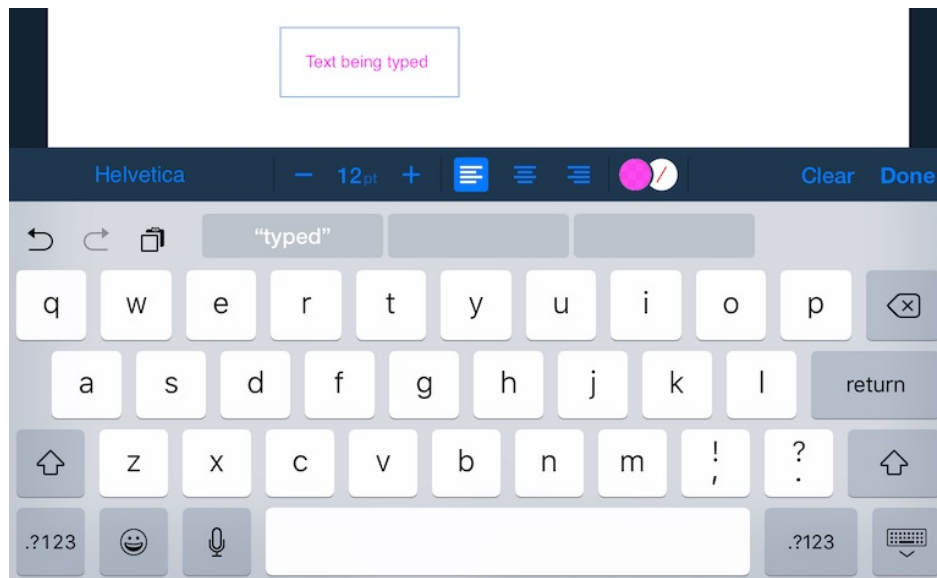 Text being typed
Helvetica − 12pt + Clear Done
“typed”
q w e r t y u i o p
a s d f g h j k l return
z x c v b n m ! , ? .
.?123 .?123